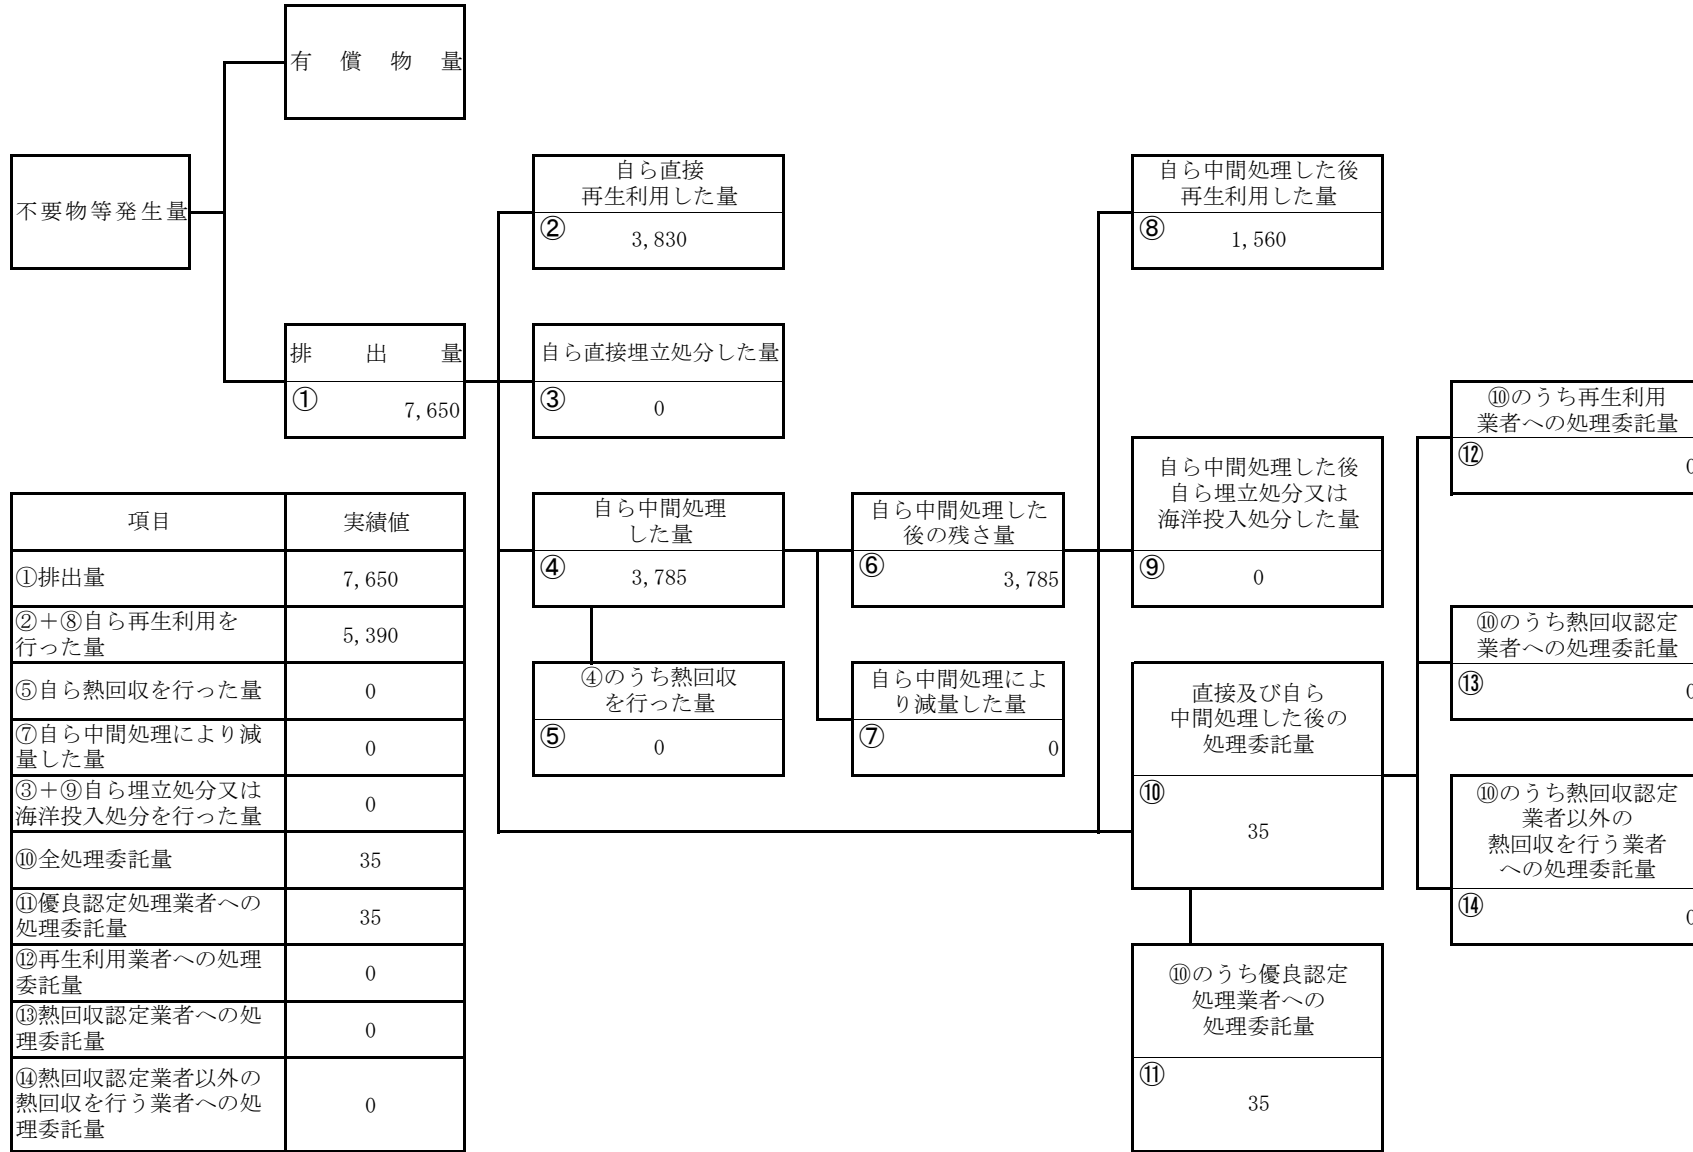 有償物量
不要物等発生量
排出量
① 7,650
自ら直接
再生利用した量
② 3,830
自ら直接埋立処分した量
③ 0
自ら中間処理
した量
④ 3,785
④のうち熱回収
を行った量
⑤ 0
自ら中間処理した
後の残さ量
⑥ 3,785
自ら中間処理によ
り減量した量
⑦ 0
自ら中間処理した後
再生利用した量
⑧ 1,560
自ら中間処理した後
自ら埋立処分又は
海洋投入処分した量
⑨ 0
直接及び自ら
中間処理した後の
処理委託量
⑩ 35
⑩のうち優良認定
処理業者への
処理委託量
⑪ 35
⑩のうち再生利用
業者への処理委託量
⑫ 0
⑩のうち熱回収認定
業者への処理委託量
⑬ 0
⑩のうち熱回収認定
業者以外の
熱回収を行う業者
への処理委託量
⑭ 0
項目 実績値
①排出量 7,650
②+⑧自ら再生利用を
行った量 5,390
⑤自ら熱回収を行った量 0
⑦自ら中間処理により減
量した量 0
③+⑨自ら埋立処分又は
海洋投入処分を行った量 0
⑩全処理委託量 35
⑪優良認定処理業者への
処理委託量 35
⑫再生利用業者への処理
委託量 0
⑬熱回収認定業者への処
理委託量 0
⑭熱回収認定業者以外の
熱回収を行う業者への処
理委託量 0